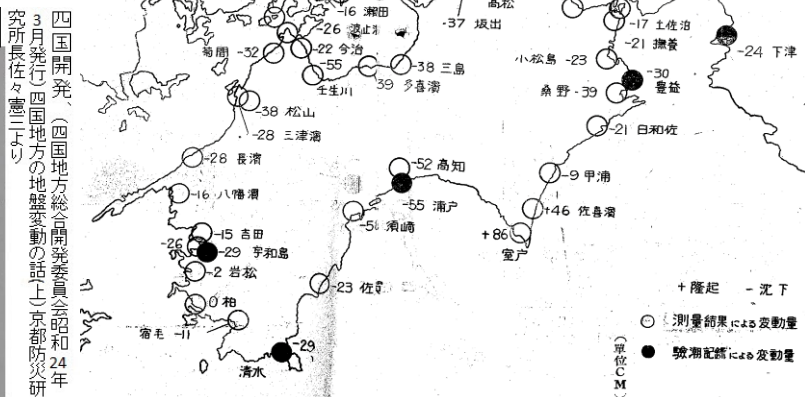 四国開発、(四国地方総合開発委員会昭和24年
3月発行)四国地方の地盤変動の話(上)京都防災研
究所長佐々憲三より
-16 瀬田
-26 波止浜
-22 今治
菊間 -32
-55
壬生川
39 多喜濱
-38 三島
-37 坂出
高松
-38 松山
-28 三津濱
-28 長濱
-16 八幡濱
-15 吉田
-26
-29 宇和島
-2 岩松
0 柏
宿毛 -11
清水
-29
-23 佐賀
須崎
-52 高知
-55 浦戸
+86
室戸
+46 佐喜濱
-9 甲浦
-21 日和佐
桑野 -39
-30
豊益
小松島 -23
-21 撫養
-17 土佐泊
-24 下津
+隆起 -沈下
○ 測量結果による変動量
● 驗潮記録による変動量
(単位CM)